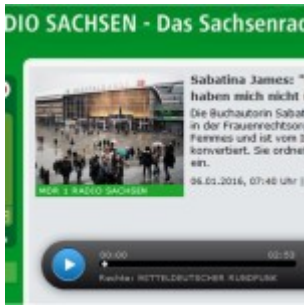 DIO SACHSEN - Das Sachsenrad
Sabatina James: "
haben mich nicht
Die Buchautorin Sabat
in der Frauenrechtsor
Femmes und ist vom I
konvertiert. Sie ordne
ein.
06.01.2016, 07:40 Uhr |
MDR 1 RADIO SACHSEN
00:00
02:53
Rechte: MITTELDEUTSCHER RUNDFUNK